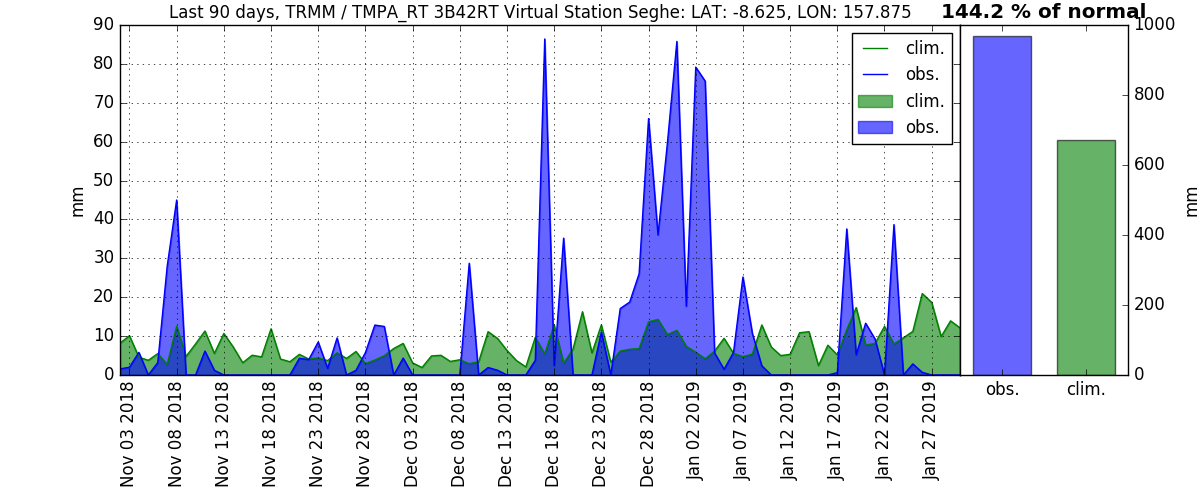 Last 90 days, TRMM / TMPA_RT 3B42RT Virtual Station Seghe: LAT: -8.625, LON: 157.875
144.2 % of normal
90
80
70
60
50
40
30
20
10
0
mm
clim.
obs.
clim.
obs.
Nov 03 2018
Nov 08 2018
Nov 13 2018
Nov 18 2018
Nov 23 2018
Nov 28 2018
Dec 03 2018
Dec 08 2018
Dec 13 2018
Dec 18 2018
Dec 23 2018
Dec 28 2018
Jan 02 2019
Jan 07 2019
Jan 12 2019
Jan 17 2019
Jan 22 2019
Jan 27 2019
1000
800
600
400
200
0
mm
obs.
clim.